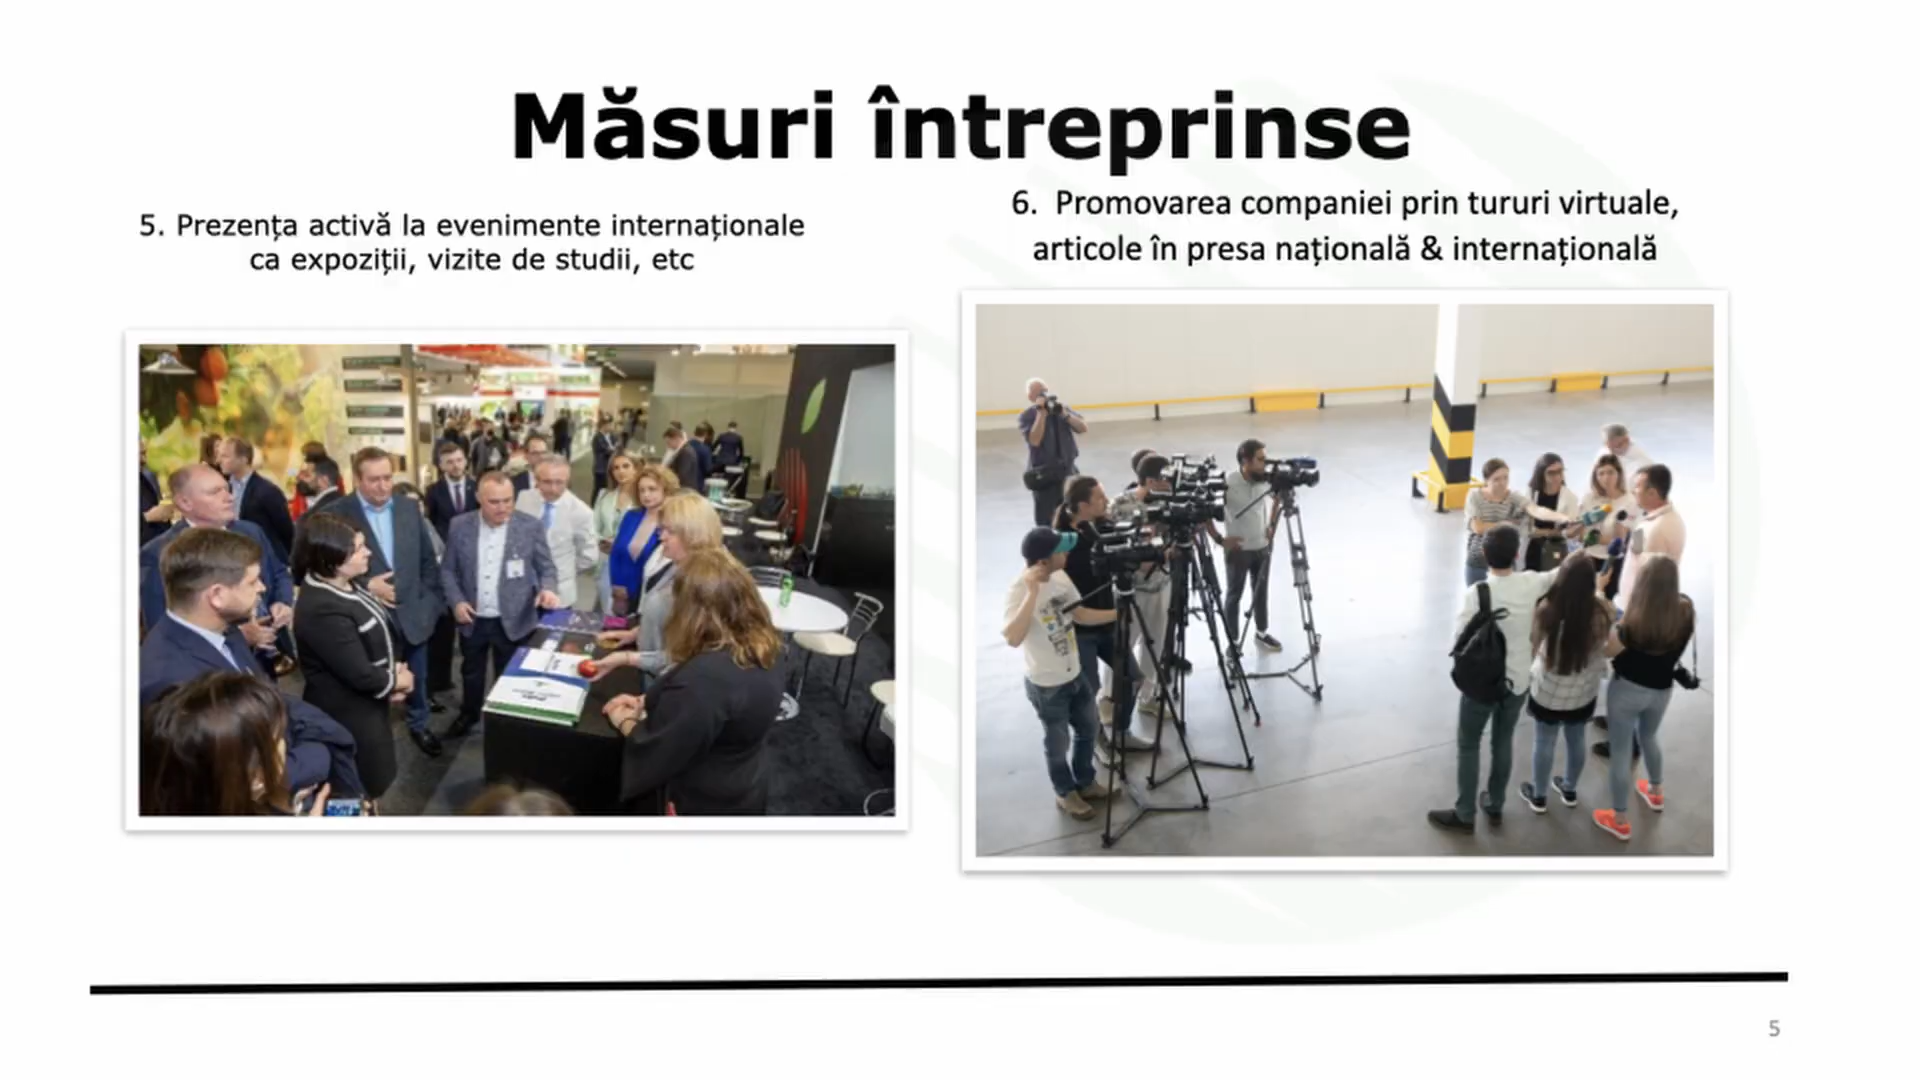 Măsuri întreprinse
5. Prezența activă la evenimente internaționale
ca expoziții, vizite de studii, etc
6. Promovarea companiei prin tururi virtuale,
articole în presa națională & internațională
5